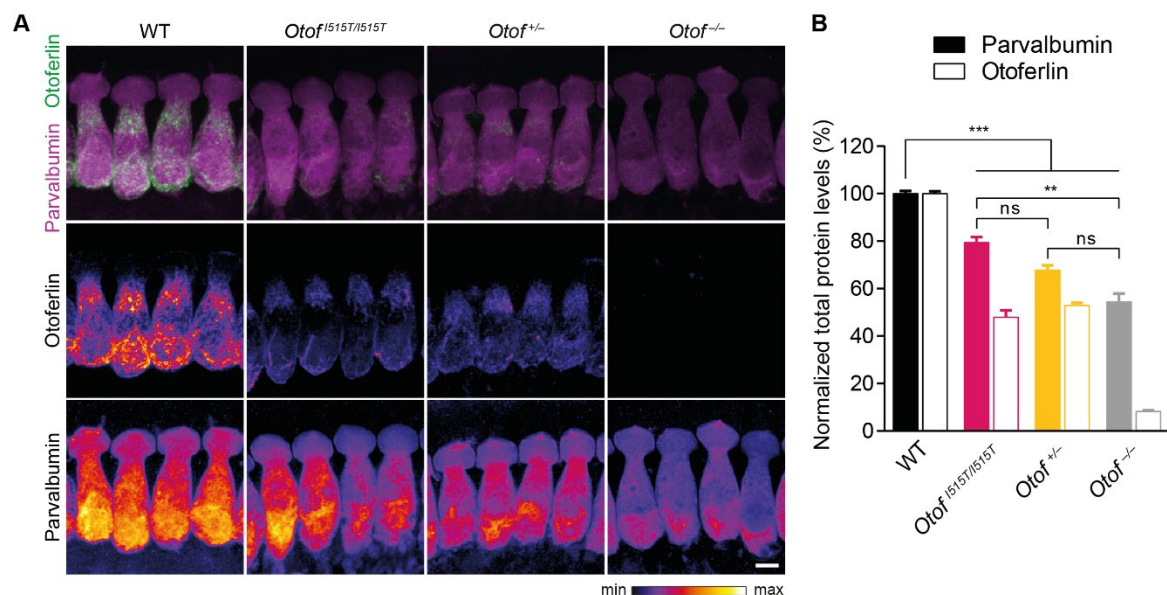 A
WT
Otof I515T/I515T
Otof +/–
Otof –/–
Parvalbumin Otoferlin
Otoferlin
Parvalbumin
min max
B
Parvalbumin
Otoferlin
Normalized total protein levels (%)
120
100
80
60
40
20
0
***
**
ns
ns
WT
Otof I515T/I515T
Otof +/–
Otof –/–